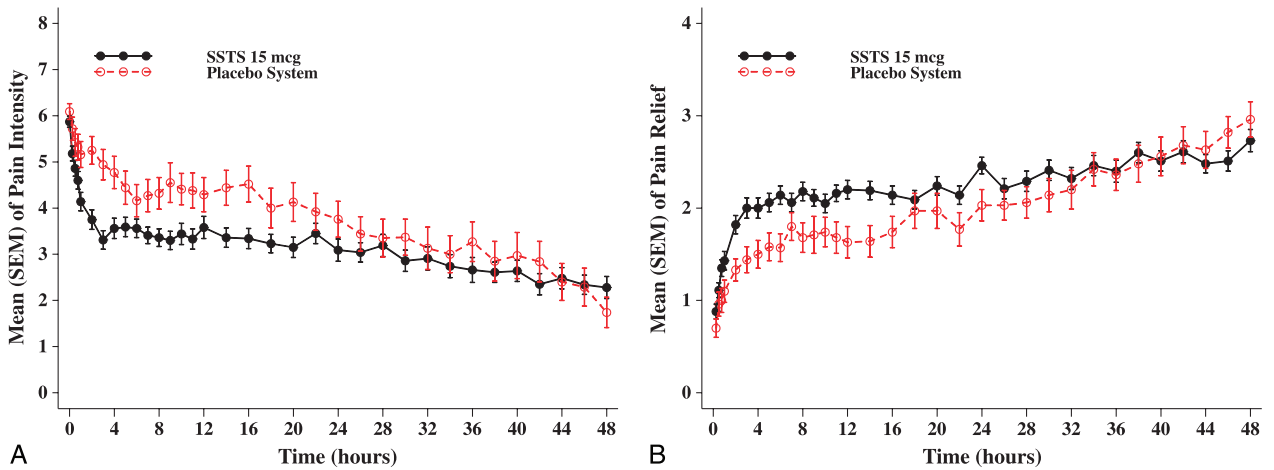 8
7
6
5
4
3
2
1
0
Mean (SEM) of Pain Intensity
SSTS 15 mcg
Placebo System
0 4 8 12 16 20 24 28 32 36 40 44 48
Time (hours)
A
4
3
2
1
0
Mean (SEM) of Pain Relief
SSTS 15 mcg
Placebo System
0 4 8 12 16 20 24 28 32 36 40 44 48
Time (hours)
B